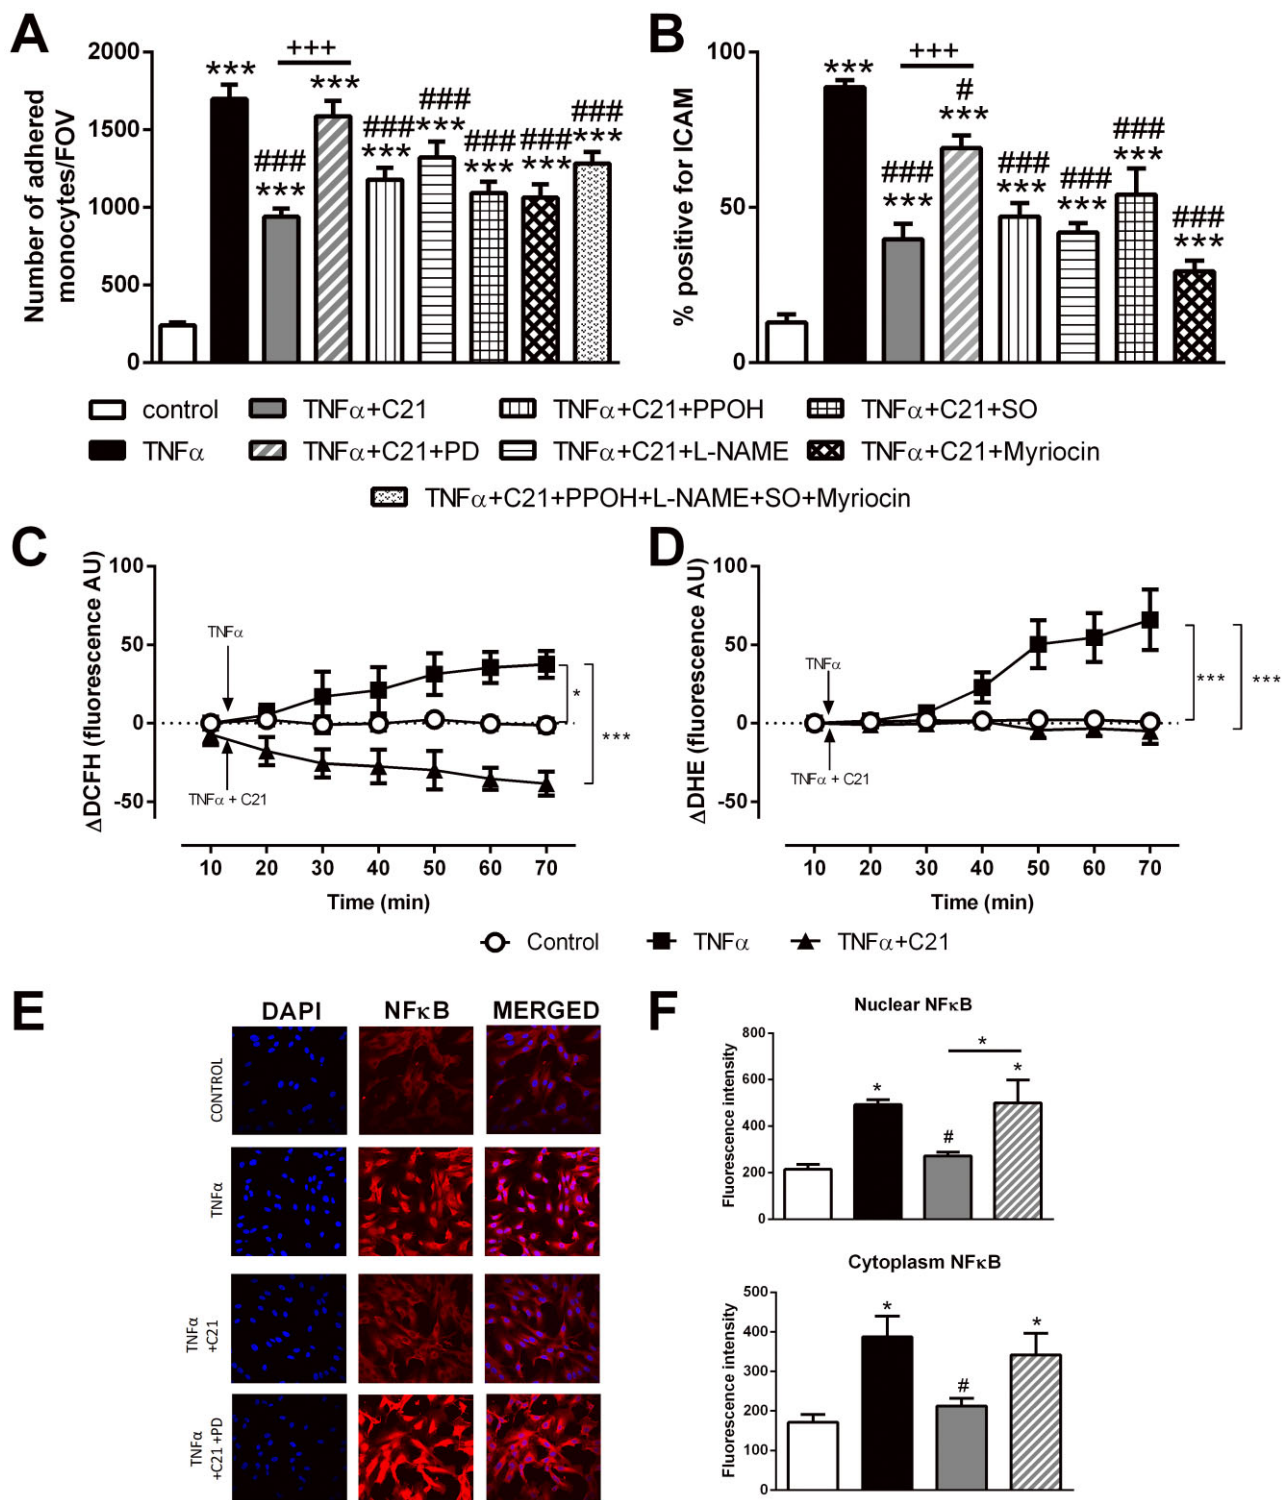 A
B
2000
1500
1000
500
0
Number of adhered
monocytes/FOV
***
###
***
+++
***
###
***
###
***
###
***
###
***
###
***
100
50
0
% positive for ICAM
***
###
***
+++
#
***
###
***
###
***
###
***
###
***
control
TNFα+C21
TNFα+C21+PPOH
TNFα+C21+SO
TNFα
TNFα+C21+PD
TNFα+C21+L-NAME
TNFα+C21+Myriocin
TNFα+C21+PPOH+L-NAME+SO+Myriocin
C
D
ΔDCFH (fluorescence AU)
100
50
0
-50
TNFα
TNFα + C21
*
***
10 20 30 40 50 60 70
Time (min)
ΔDHE (fluorescence AU)
100
50
0
-50
TNFα
TNFα + C21
***
***
10 20 30 40 50 60 70
Time (min)
Control
TNFα
TNFα+C21
E
DAPI NFκB MERGED
CONTROL
TNFα
TNFα
+C21
TNFα
+C21 +PD
F
Nuclear NFκB
Fluorescence intensity
800
600
400
200
0
*
#
*
*
Cytoplasm NFκB
Fluorescence intensity
500
400
300
200
100
0
*
#
*